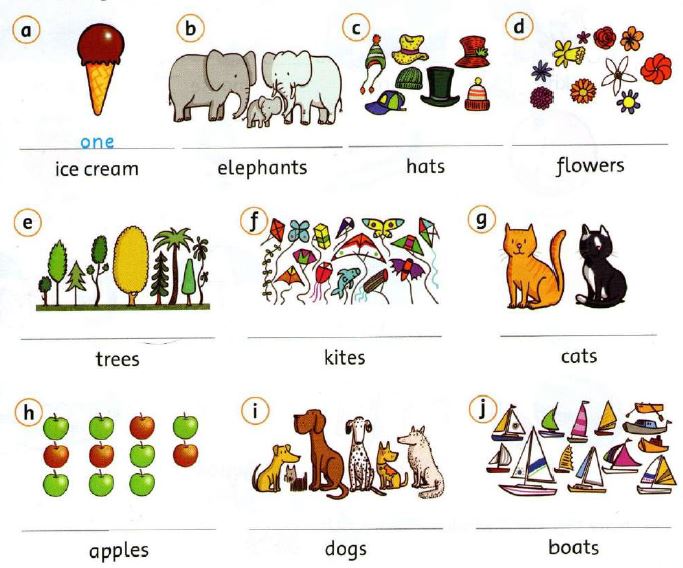 a
b
c
d
one
ice cream
elephants
hats
flowers
e
f
g
trees
kites
cats
h
i
j
apples
dogs
boats